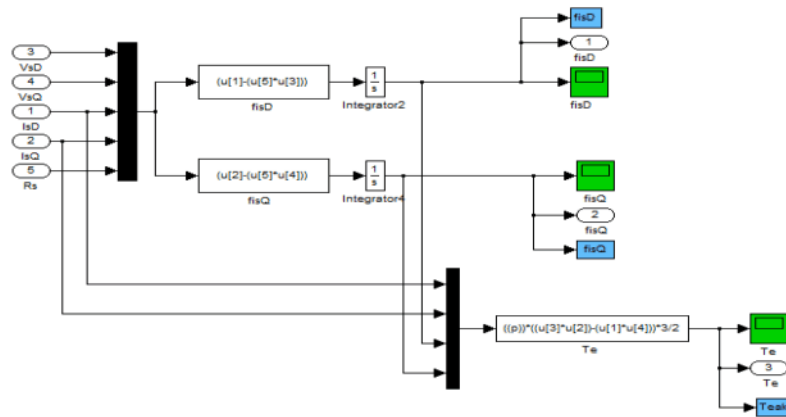 3
VsD
4
VsQ
1
IsD
2
IsQ
5
Rs
(u[1]-(u[5]*u[3]))
fisD
1
s
Integrator2
fisD
1
fisD
fisD
(u[2]-(u[5]*u[4]))
fisQ
1
s
Integrator4
fisQ
2
fisQ
fisQ
((p))*((u[3]*u[2])-(u[1]*u[4]))*3/2
Te
Te
3
Te